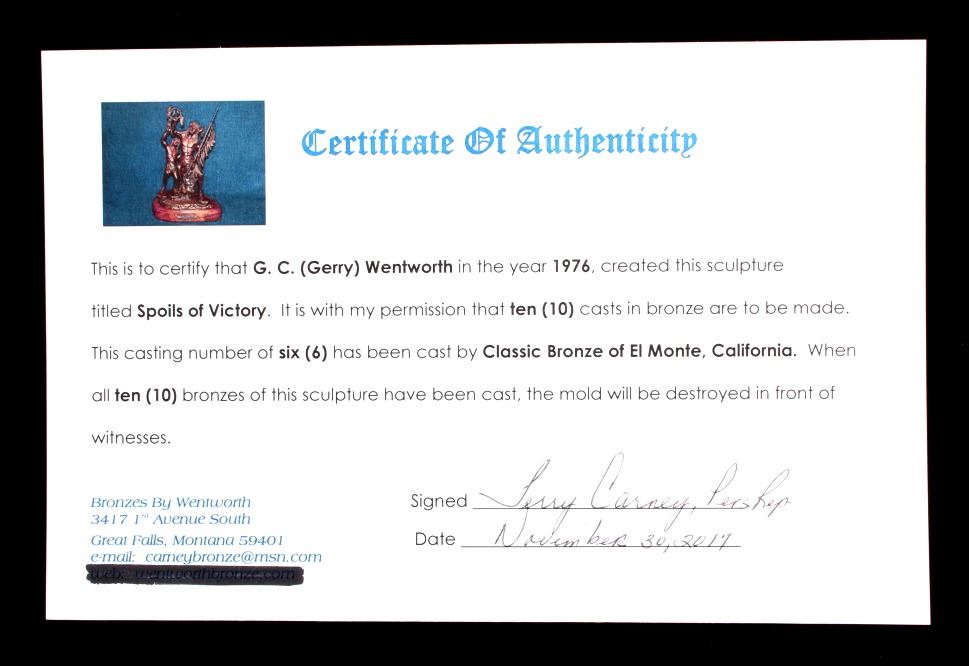 Certificate Of Authenticity
This is to certify that G. C. (Gerry) Wentworth in the year 1976, created this sculpture
titled Spoils of Victory. It is with my permission that ten (10) casts in bronze are to be made.
This casting number of six (6) has been cast by Classic Bronze of El Monte, California. When
all ten (10) bronzes of this sculpture have been cast, the mold will be destroyed in front of
witnesses.
Bronzes By Wentworth
3417 1st Avenue South
Great Falls, Montana 59401
e-mail: carneybronze@msn.com
web: wentworthbronze.com
Signed Carney,
Date November 30, 2017